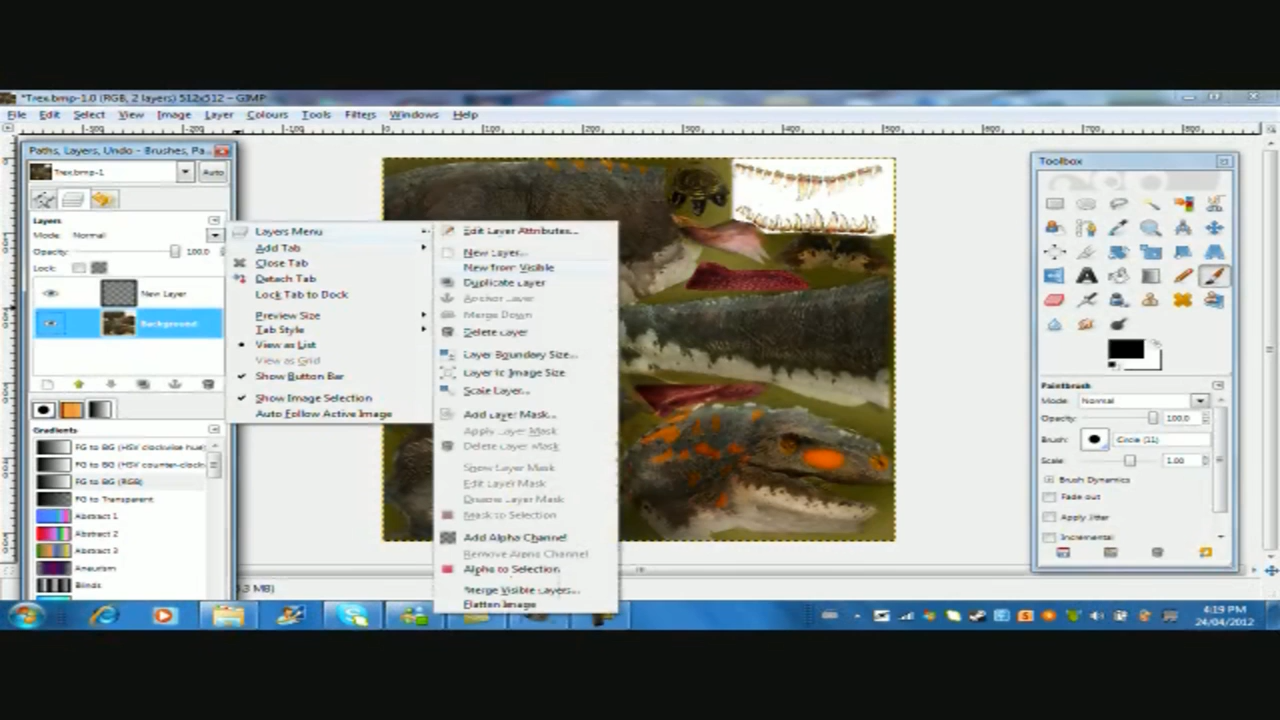 *Trex.bmp-1.0 (RGB, 2 layers) 512x512 – GIMP
File Edit Select View Image Layer Colours Tools Filters Windows Help
Paths, Layers, Undo - Brushes, Pa...
Trex.bmp-1
Auto
Layers
Mode: Normal
Opacity: 100.0
Lock:
New Layer
Background
Gradients
FG to BG (HSV clockwise hue)
FG to BG (HSV counter-clock
FG to BG (RGB)
FG to Transparent
Abstract 1
Abstract 2
Abstract 3
Aneurism
Blinds
Layers Menu
Add Tab
Close Tab
Detach Tab
Lock Tab to Dock
Preview Size
Tab Style
View as List
View as Grid
Show Button Bar
Show Image Selection
Auto Follow Active Image
Edit Layer Attributes...
New Layer...
New from Visible
Duplicate Layer
Anchor Layer
Merge Down
Delete Layer
Layer Boundary Size...
Layer to Image Size
Scale Layer...
Add Layer Mask...
Apply Layer Mask
Delete Layer Mask
Show Layer Mask
Edit Layer Mask
Disable Layer Mask
Mask to Selection
Add Alpha Channel
Remove Alpha Channel
Alpha to Selection
Merge Visible Layers...
Flatten Image
Toolbox
Paintbrush
Mode: Normal
Opacity: 100.0
Brush: Circle (11)
Scale: 1.00
Brush Dynamics
Fade out
Apply Jitter
Incremental
MB)
4:19 PM
24/04/2012